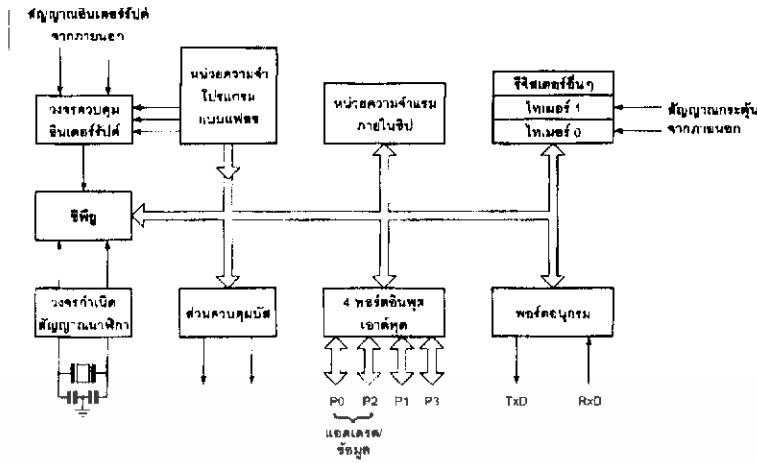 สัญญาณอินเตอร์รัปต์
จากภายนอก
วงจรควบคุม
อินเตอร์รัปต์
หน่วยความจำ
โปรแกรม
แบบแฟลช
หน่วยความจำแรม
ภายในชิป
รีจิสเตอร์อื่นๆ
ไทเมอร์ 1
ไทเมอร์ 0
สัญญาณกระตุ้น
จากภายนอก
ซีพียู
วงจรกำเนิด
สัญญาณนาฬิกา
ส่วนควบคุมบัส
4 พอร์ตอินพุต
เอาต์พุต
พอร์ตอนุกรม
P0 P2 P1 P3
TxD RxD
แอดเดรส/
ข้อมูล